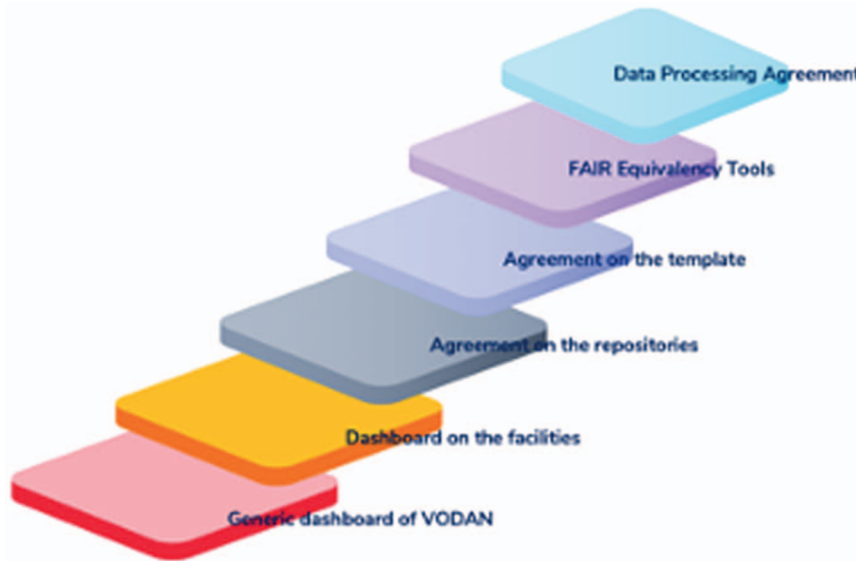 Data Processing Agreement
FAIR Equivalency Tools
Agreement on the template
Agreement on the repositories
Dashboard on the facilities
Generic dashboard of VODAN